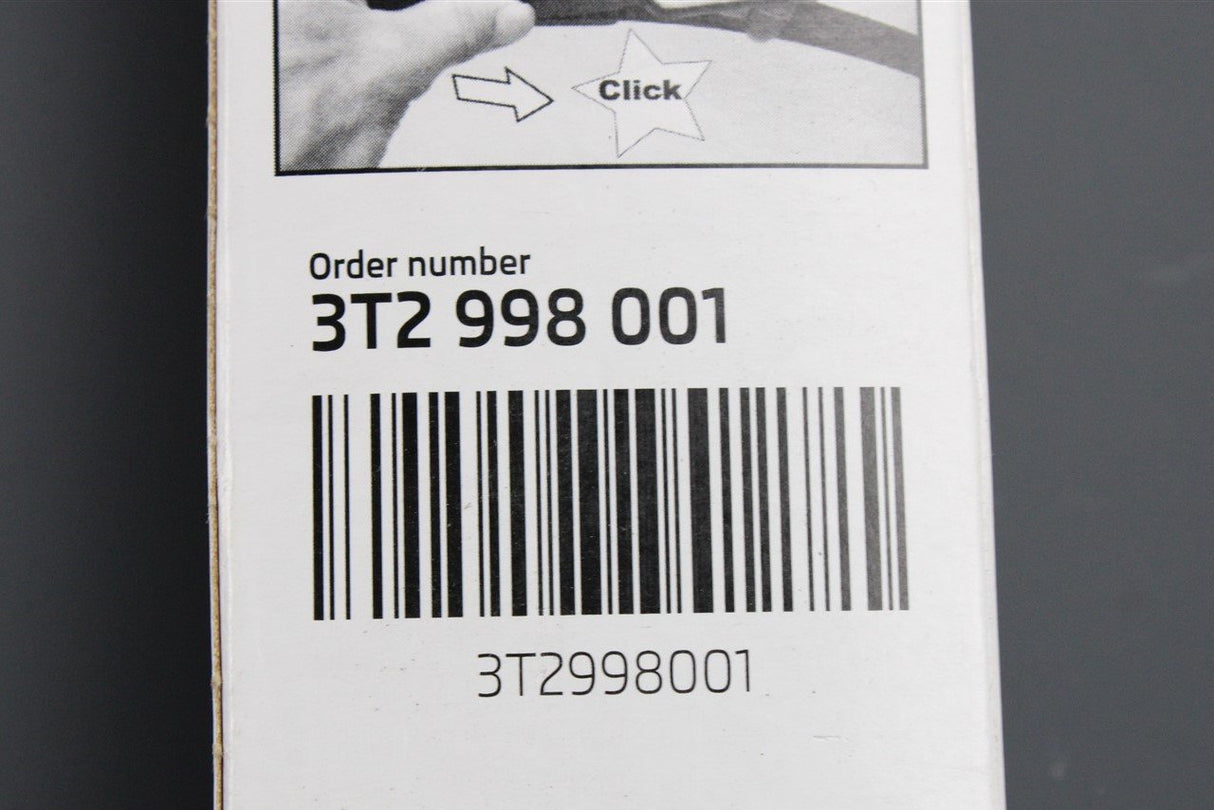 Click
Order number
3T2 998 001
3T2998001